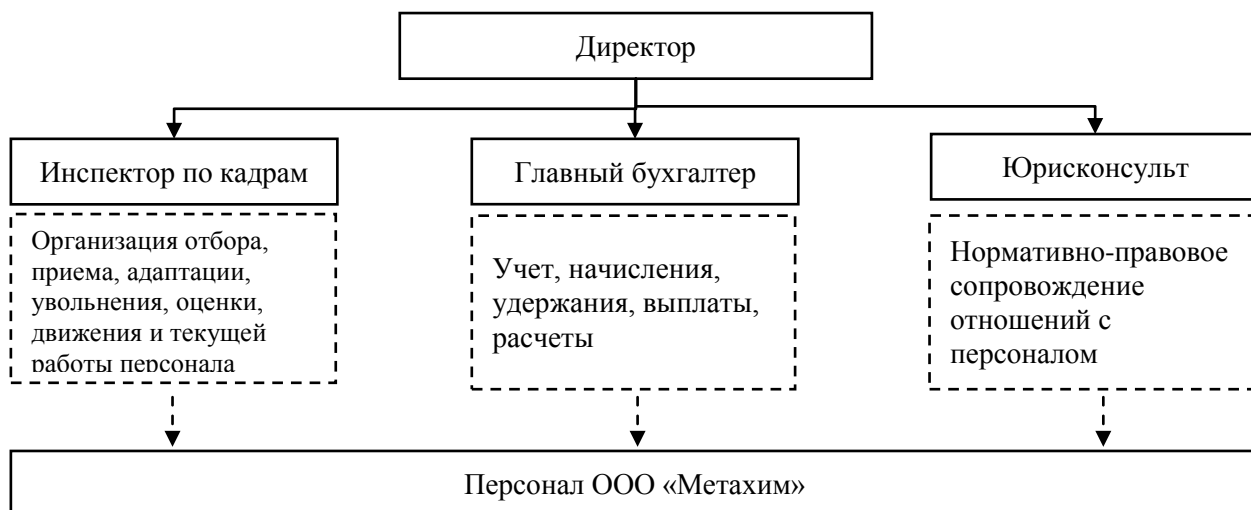 Директор
Инспектор по кадрам
Главный бухгалтер
Юрисконсульт
Организация отбора,
приема, адаптации,
увольнения, оценки,
движения и текущей
работы персонала
Учет, начисления,
удержания, выплаты,
расчеты
Нормативно-правовое
сопровождение
отношений с
персоналом
Персонал ООО «Метахим»